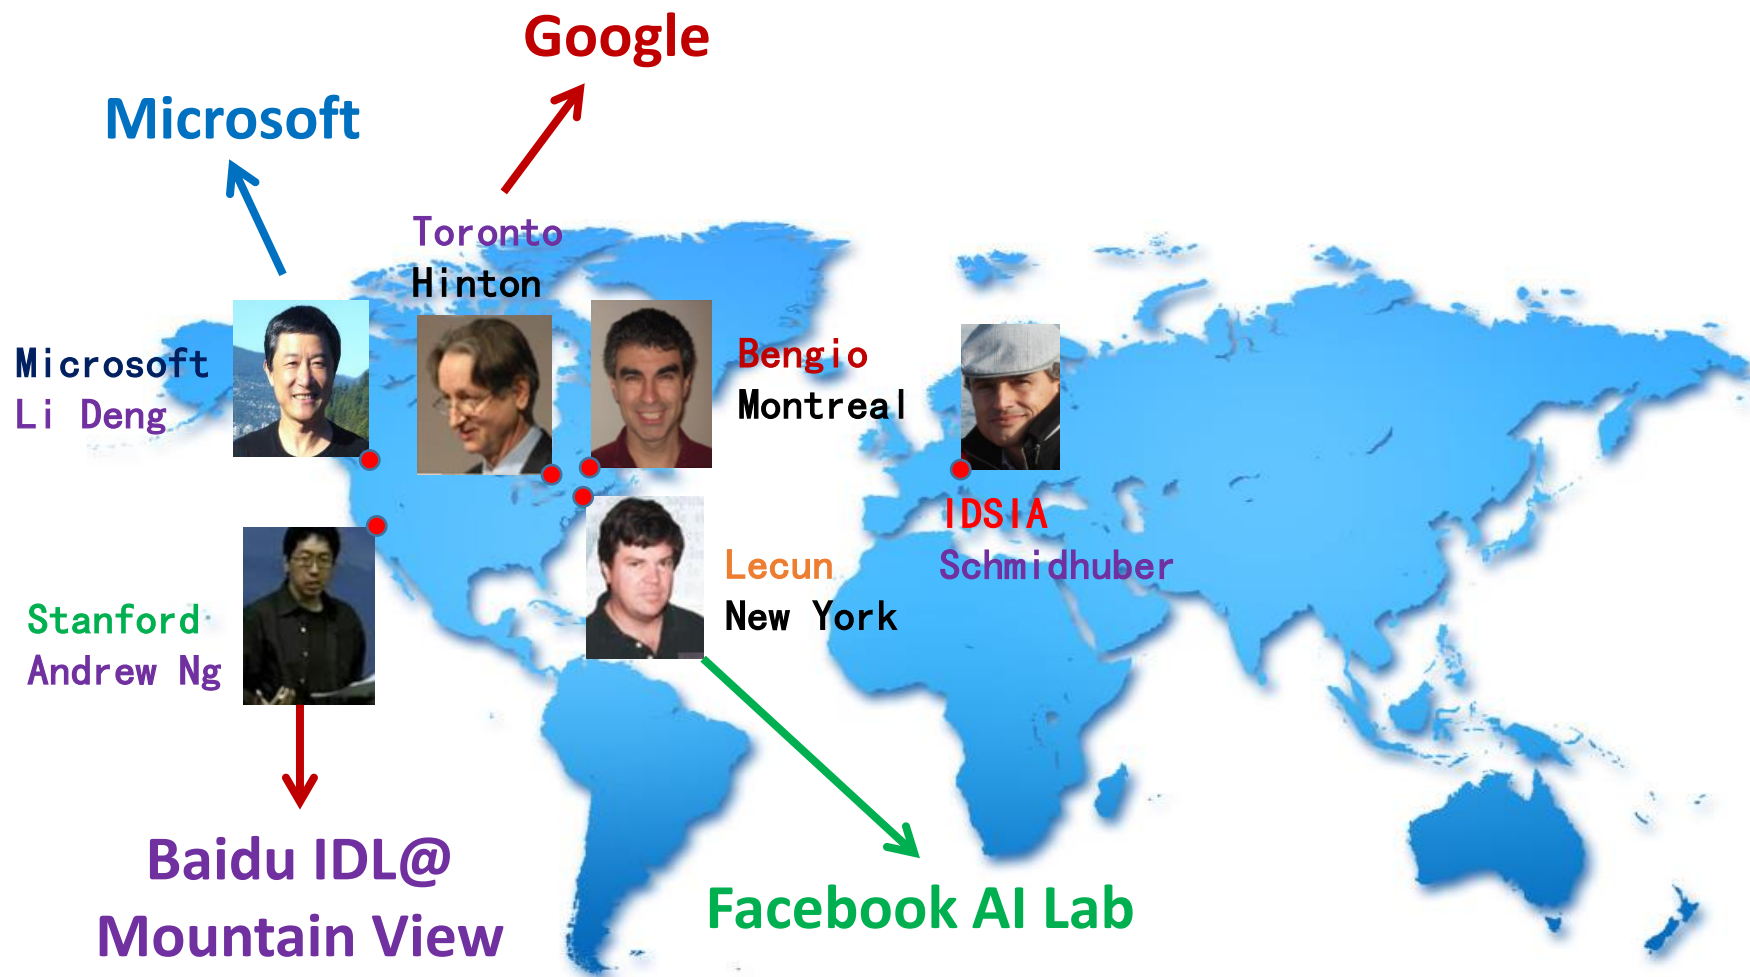 Google
Microsoft
Toronto
Hinton
Microsoft
Li Deng
Bengio
Montreal
IDSIA
Schmidhuber
Lecun
New York
Stanford
Andrew Ng
Baidu IDL@
Mountain View
Facebook AI Lab